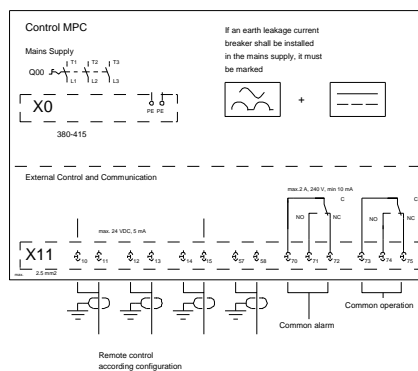 Control MPC
If an earth leakage current
breaker shall be installed
in the mains supply, it must
be marked
Mains Supply
T1 T2 T3
Q00
L1 L2 L3
X0
PE PE
+
380-415
External Control and Communication
max.2 A, 240 V, min 10 mA
C C
NO NC NO NC
max. 24 VDC, 5 mA
X11
10 11 12 13 14 15 57 58 70 71 72 73 74 75
max. 2.5 mm2
Common operation
Common alarm
Remote control
according configuration